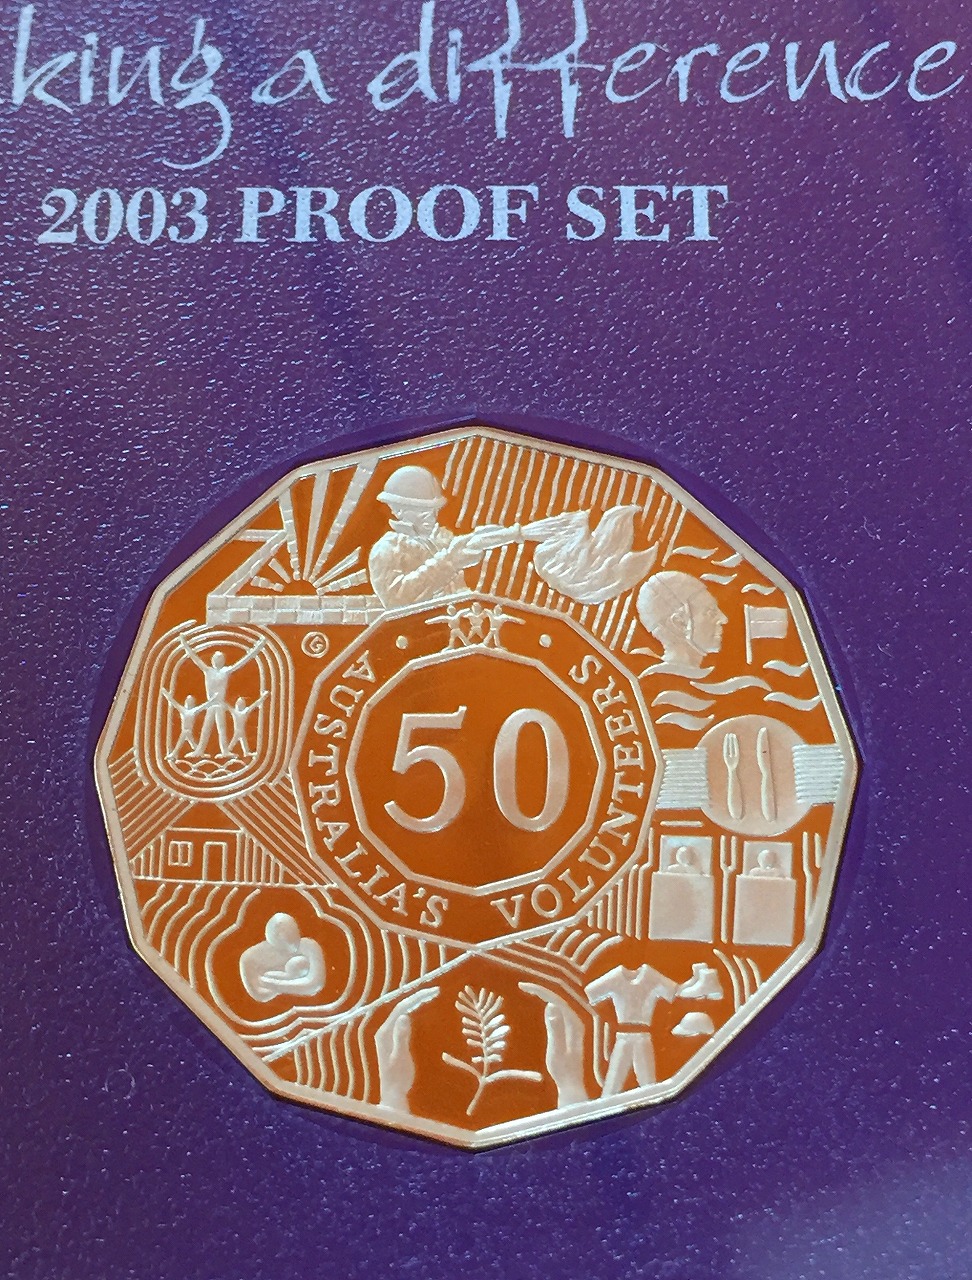 king a difference
2003 PROOF SET
AUSTRALIA'S VOLUNTEERS
50
G